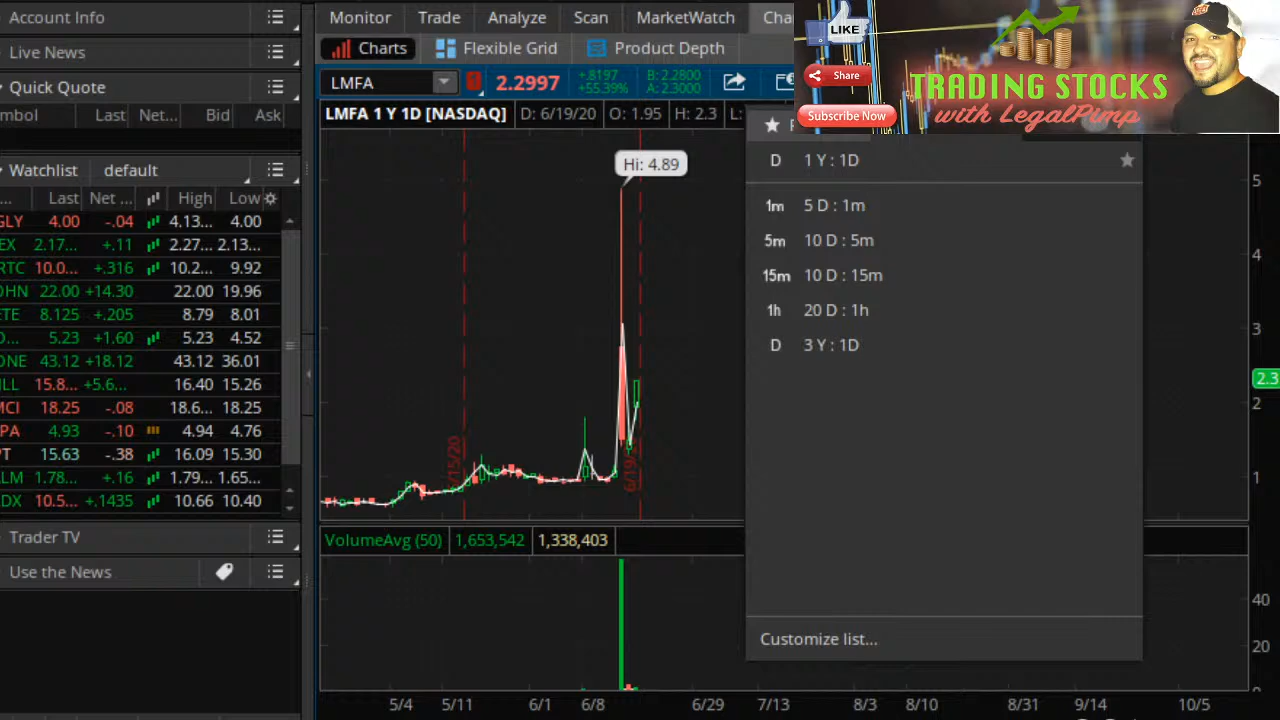 Account Info
Live News
Quick Quote
mbol Last Net... Bid Ask
Watchlist default
... Last Net ... High Low
GLY 4.00 -.04 4.13... 4.00
EX 2.17... +.11 2.27... 2.13...
RTC 10.0... +.316 10.2... 9.92
OHN 22.00 +14.30 22.00 19.96
ETE 8.125 +.205 8.79 8.01
O... 5.23 +1.60 5.23 4.52
ONE 43.12 +18.12 43.12 36.01
ILL 15.8... +5.6... 16.40 15.26
MCI 18.25 -.08 18.6... 18.25
PA 4.93 -.10 4.94 4.76
PT 15.63 -.38 16.09 15.30
LM 1.78... +.16 1.79... 1.65...
DX 10.5... +.1435 10.66 10.40
Trader TV
Use the News
Monitor Trade Analyze Scan MarketWatch Cha
Charts Flexible Grid Product Depth
LMFA 2.2997 +.8197 +55.39% B: 2.2800 A: 2.3000
LMFA 1 Y 1D [NASDAQ] D: 6/19/20 O: 1.95 H: 2.3 L:
Hi: 4.89
D 1 Y : 1D
1m 5 D : 1m
5m 10 D : 5m
15m 10 D : 15m
1h 20 D : 1h
D 3 Y : 1D
Customize list...
5
4
3
2.3
2
1
VolumeAvg (50) 1,653,542 1,338,403
40
20
5/4 5/11 6/1 6/8 6/29 7/13 8/3 8/10 8/31 9/14 10/5
LIKE
Share
Subscribe Now
TRADING STOCKS
with LegalPimp